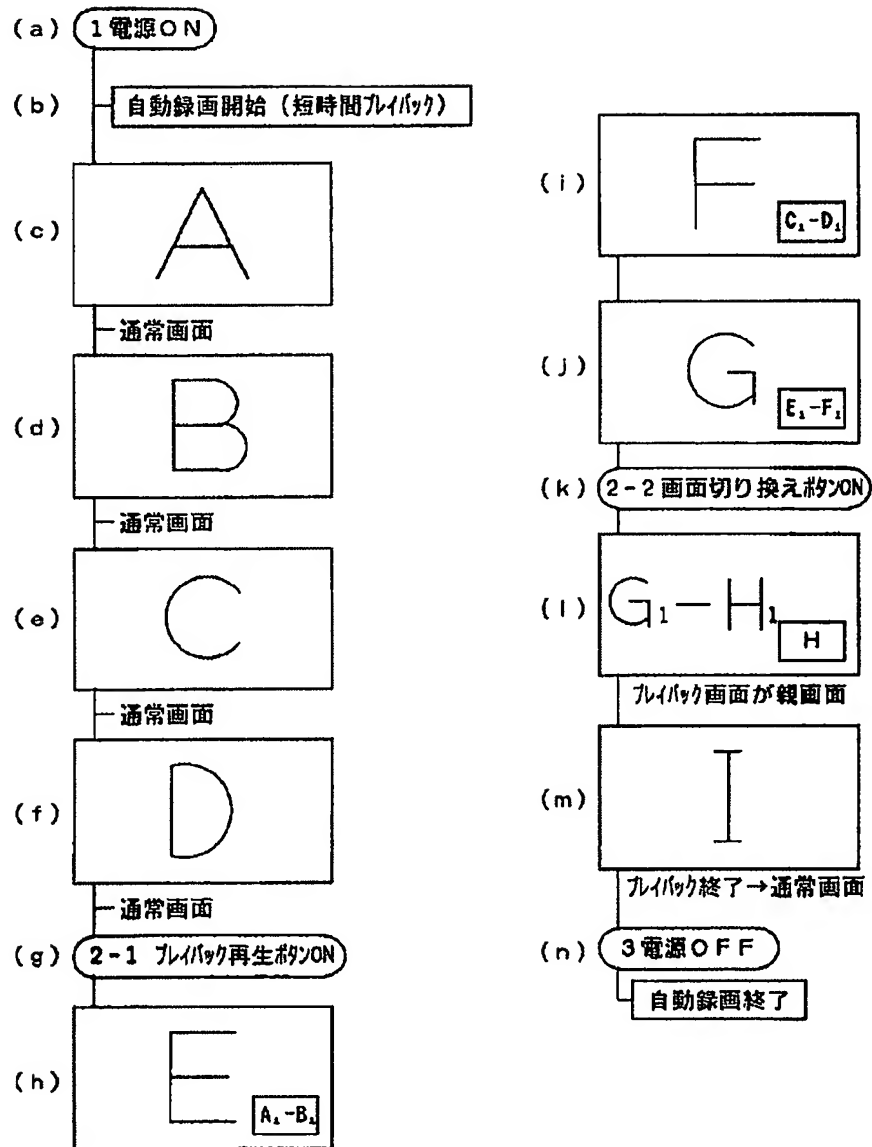 (a) 1電源ON
(b) 自動録画開始(短時間プレイバック)
(c) A
通常画面
(d) B
通常画面
(e) C
通常画面
(f) D
通常画面
(g) 2-1 プレイバック再生ボタンON
(h) E
A₁-B₁
(i) F
C₁-D₁
(j) G
E₁-F₁
(k) 2-2画面切り換えボタンON
(l) G₁-H₁
H
プレイバック画面が親画面
(m) I
プレイバック終了→通常画面
(n) 3電源OFF
自動録画終了